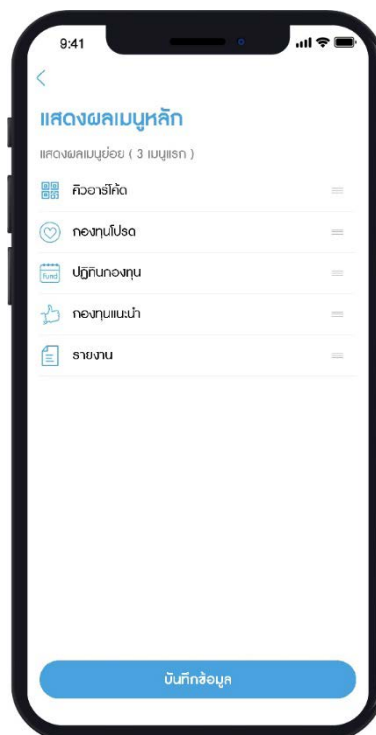 9:41
แสดงผลเมนูหลัก
แสดงผลเมนูย่อย ( 3 เมนูแรก )
คิวอาร์โค้ด
กองทุนโปรด
Fund ปฏิทินกองทุน
กองทุนแนะนำ
รายงาน
บันทึกข้อมูล